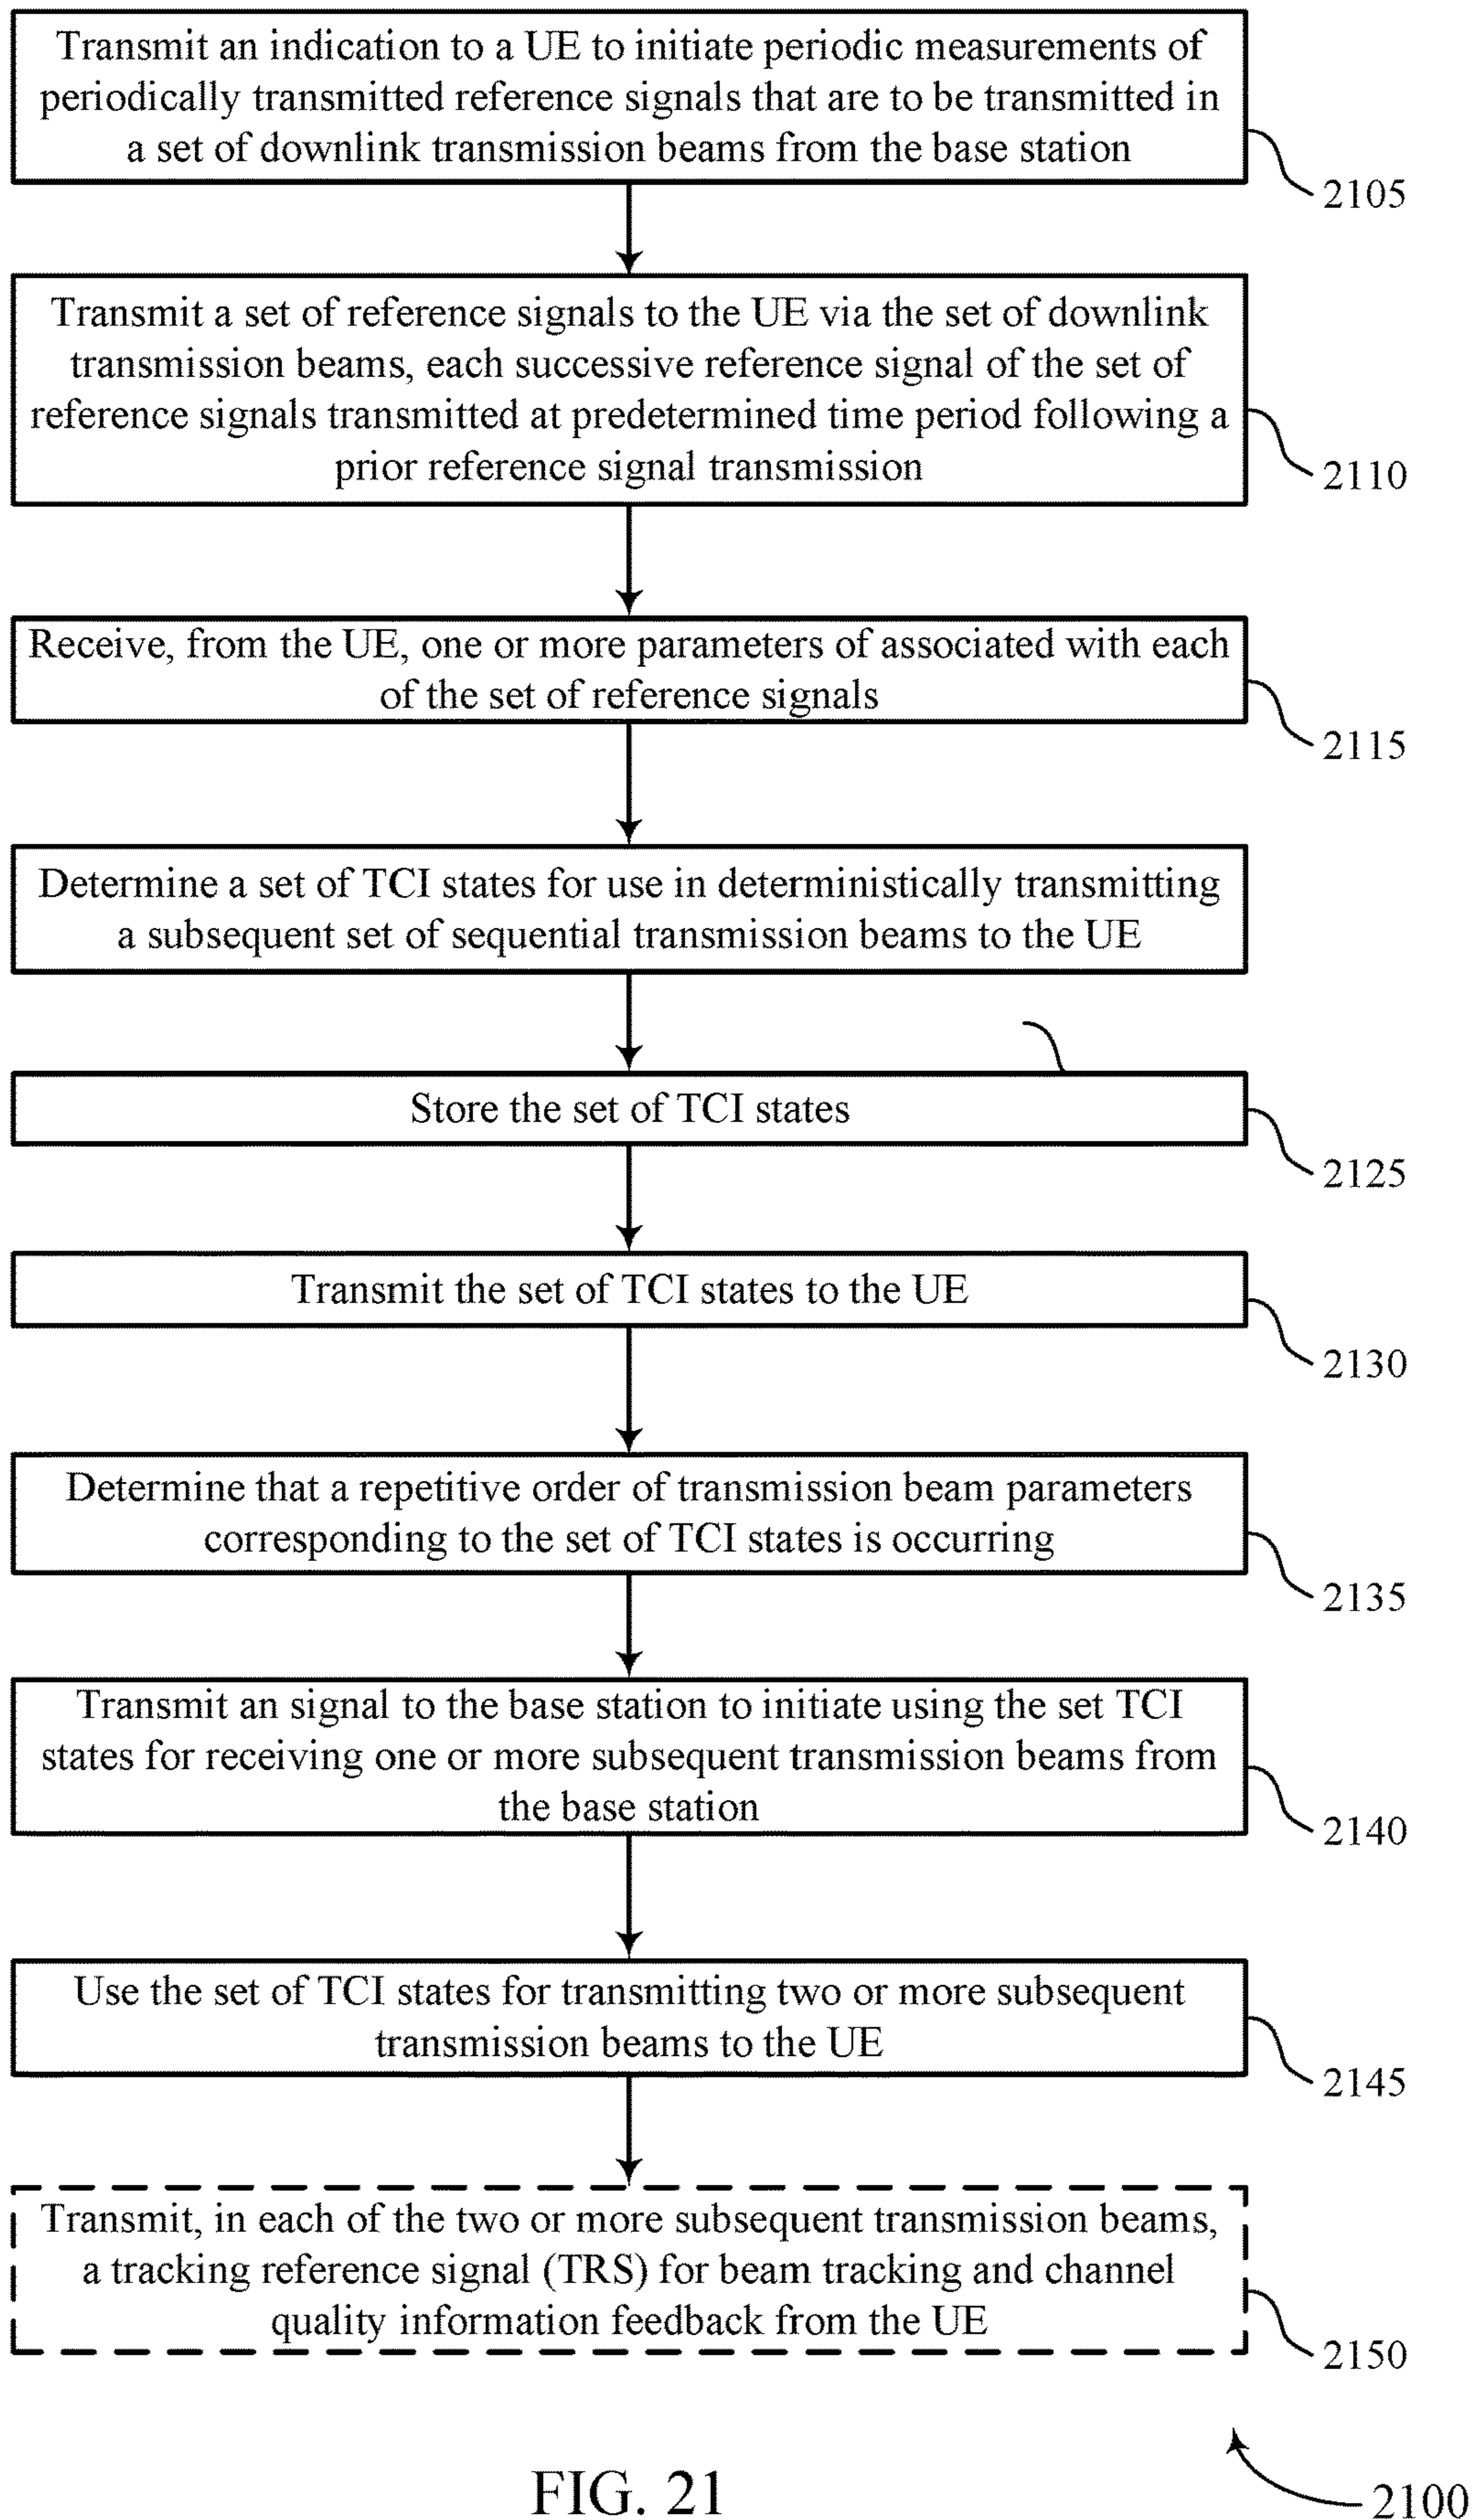 Transmit an indication to a UE to initiate periodic measurements of
periodically transmitted reference signals that are to be transmitted in
a set of downlink transmission beams from the base station
2105
Transmit a set of reference signals to the UE via the set of downlink
transmission beams, each successive reference signal of the set of
reference signals transmitted at predetermined time period following a
prior reference signal transmission
2110
Receive, from the UE, one or more parameters of associated with each
of the set of reference signals
2115
Determine a set of TCI states for use in deterministically transmitting
a subsequent set of sequential transmission beams to the UE
Store the set of TCI states
2125
Transmit the set of TCI states to the UE
2130
Determine that a repetitive order of transmission beam parameters
corresponding to the set of TCI states is occurring
2135
Transmit an signal to the base station to initiate using the set TCI
states for receiving one or more subsequent transmission beams from
the base station
2140
Use the set of TCI states for transmitting two or more subsequent
transmission beams to the UE
2145
Transmit, in each of the two or more subsequent transmission beams,
a tracking reference signal (TRS) for beam tracking and channel
quality information feedback from the UE
2150
FIG. 21
2100